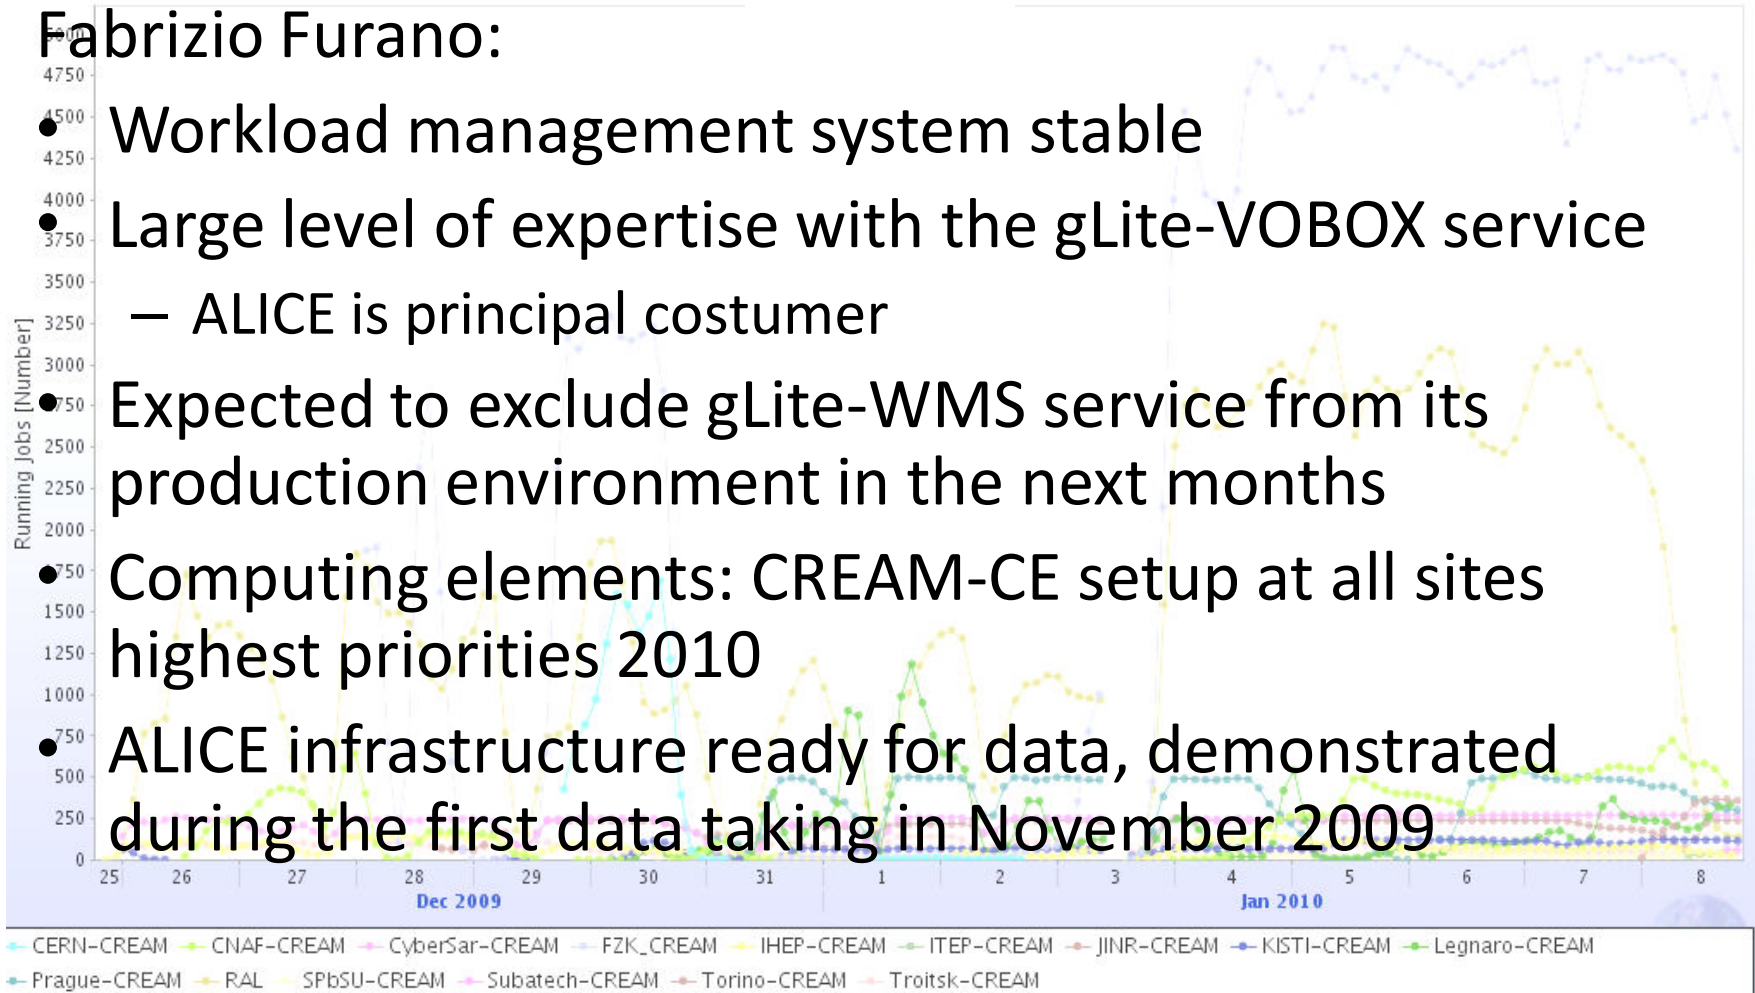 Fabrizio Furano:
• Workload management system stable
• Large level of expertise with the gLite-VOBOX service
– ALICE is principal costumer
• Expected to exclude gLite-WMS service from its
production environment in the next months
• Computing elements: CREAM-CE setup at all sites
highest priorities 2010
• ALICE infrastructure ready for data, demonstrated
during the first data taking in November 2009
Running Jobs [Number]
5000
4750
4500
4250
4000
3750
3500
3250
3000
2750
2500
2250
2000
1750
1500
1250
1000
750
500
250
0
25 26 27 28 29 30 31 1 2 3 4 5 6 7 8
Dec 2009 Jan 2010
CERN-CREAM CNAF-CREAM CyberSar-CREAM FZK_CREAM IHEP-CREAM ITEP-CREAM JINR-CREAM KISTI-CREAM Legnaro-CREAM
Prague-CREAM RAL SPbSU-CREAM Subatech-CREAM Torino-CREAM Troitsk-CREAM